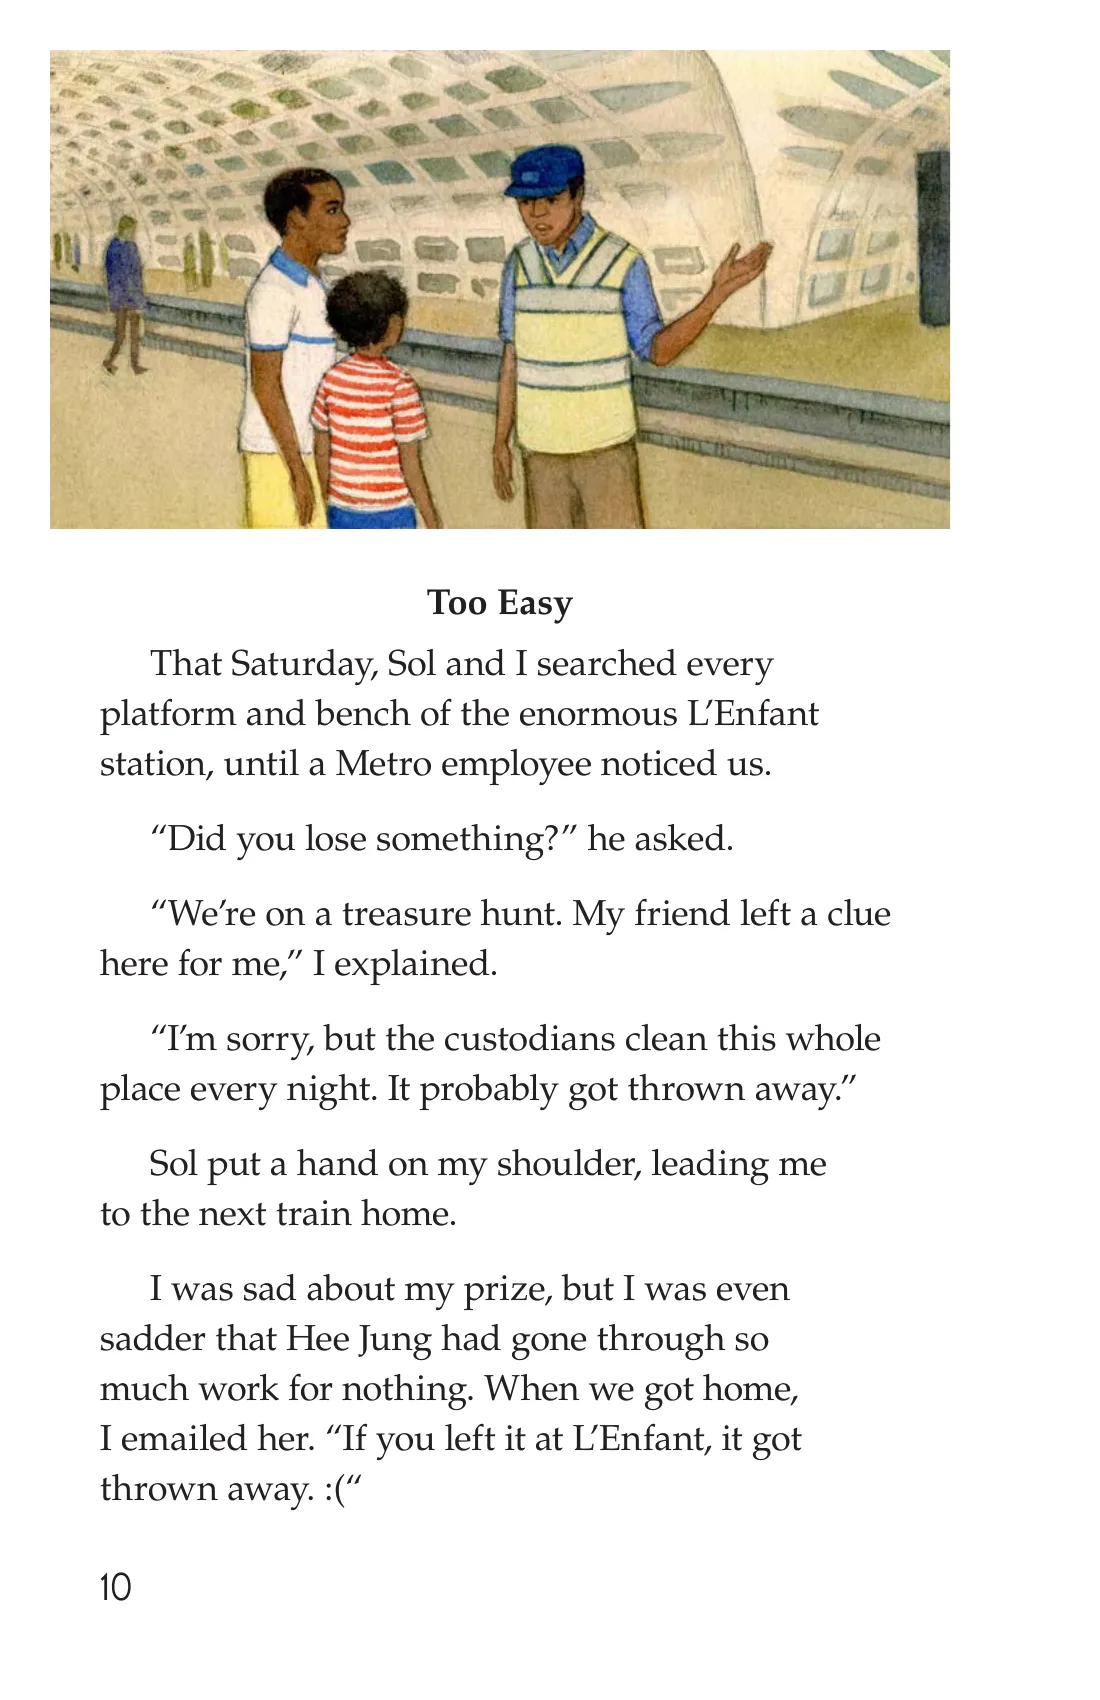 Too Easy
That Saturday, Sol and I searched every
platform and bench of the enormous L’Enfant
station, until a Metro employee noticed us.
“Did you lose something?” he asked.
“We’re on a treasure hunt. My friend left a clue
here for me,” I explained.
“I’m sorry, but the custodians clean this whole
place every night. It probably got thrown away.”
Sol put a hand on my shoulder, leading me
to the next train home.
I was sad about my prize, but I was even
sadder that Hee Jung had gone through so
much work for nothing. When we got home,
I emailed her. “If you left it at L’Enfant, it got
thrown away. :(“
10